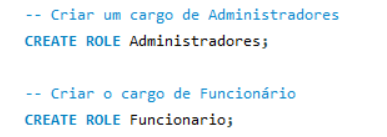 -- Criar um cargo de Administradores
CREATE ROLE Administradores;
-- Criar o cargo de Funcionário
CREATE ROLE Funcionario;